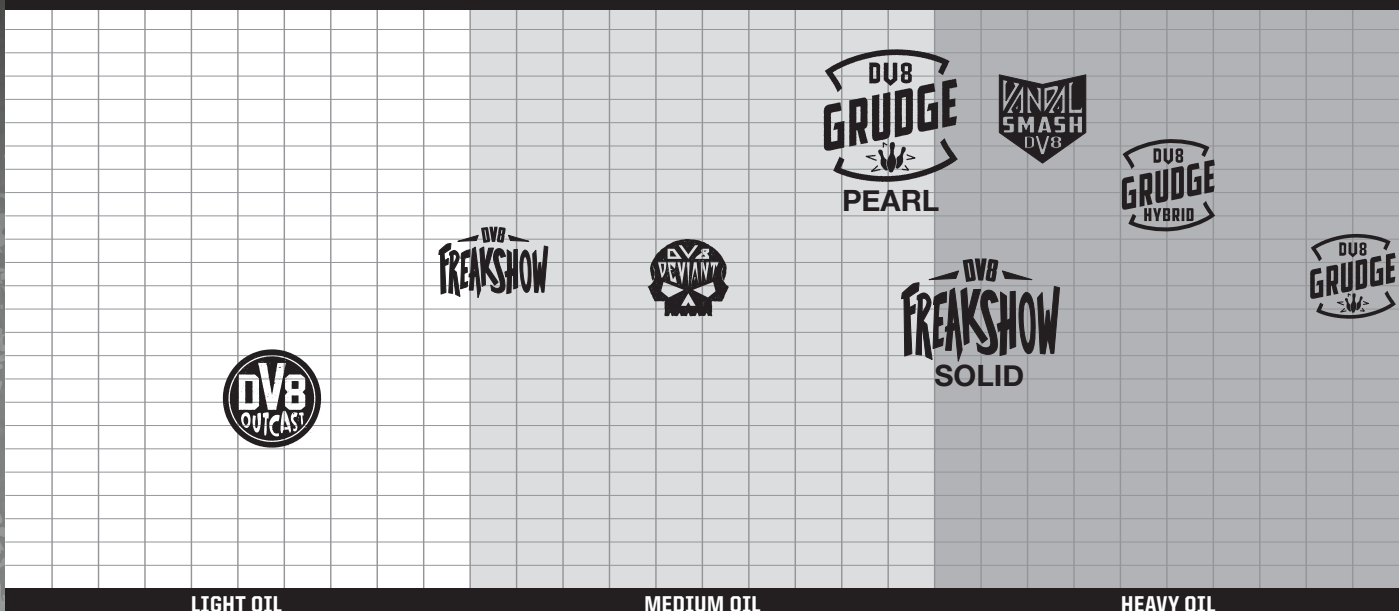 DV8
GRUDGE
PEARL
VANDAL
SMASH
DV8
DV8
GRUDGE
HYBRID
DV8
FREAKSHOW
DV8
DEVIANT
DV8
FREAKSHOW
SOLID
DV8
GRUDGE
DV8
OUTCAST
LIGHT OIL
MEDIUM OIL
HEAVY OIL